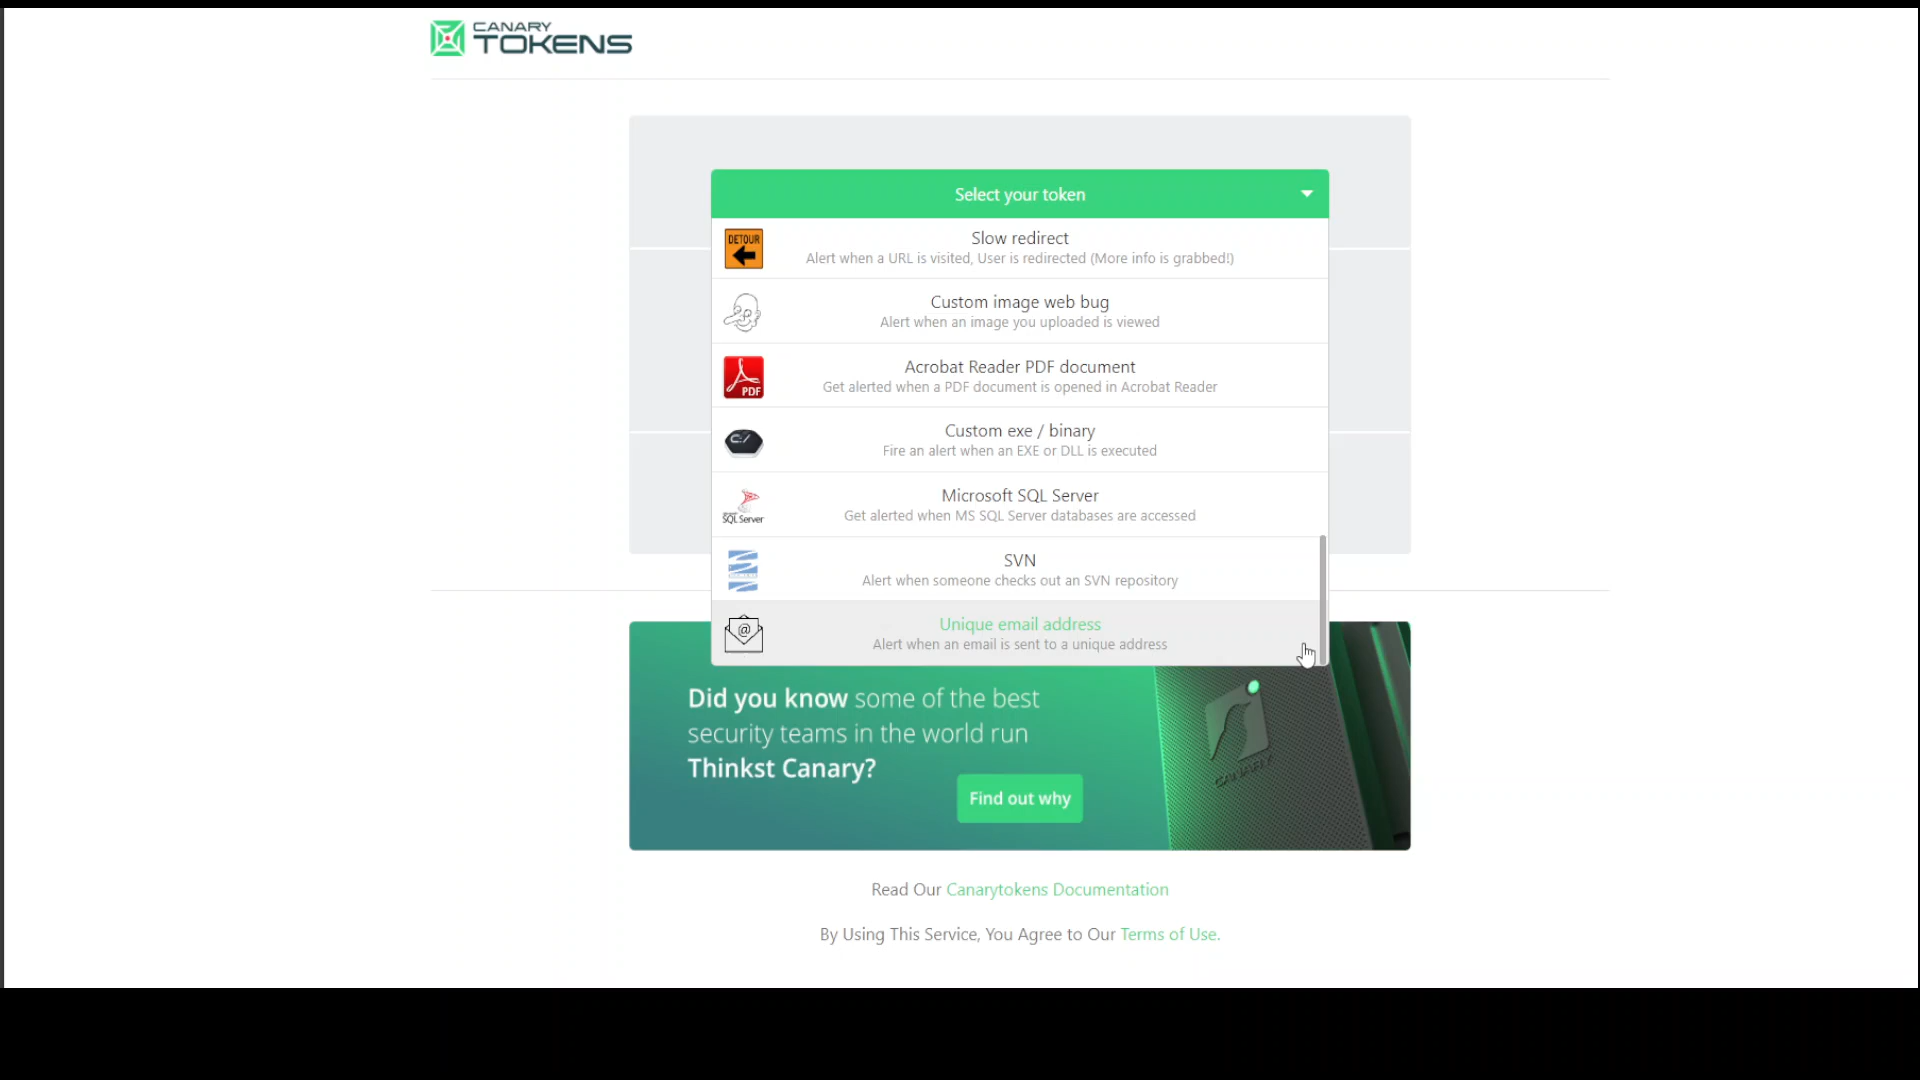 CANARY
TOKENS
Select your token
DETOUR
Slow redirect
Alert when a URL is visited, User is redirected (More info is grabbed!)
Custom image web bug
Alert when an image you uploaded is viewed
PDF
Acrobat Reader PDF document
Get alerted when a PDF document is opened in Acrobat Reader
C:/
Custom exe / binary
Fire an alert when an EXE or DLL is executed
SQL Server
Microsoft SQL Server
Get alerted when MS SQL Server databases are accessed
SVN
Alert when someone checks out an SVN repository
@
Unique email address
Alert when an email is sent to a unique address
Did you know some of the best
security teams in the world run
Thinkst Canary?
Find out why
CANARY
Read Our Canarytokens Documentation
By Using This Service, You Agree to Our Terms of Use.